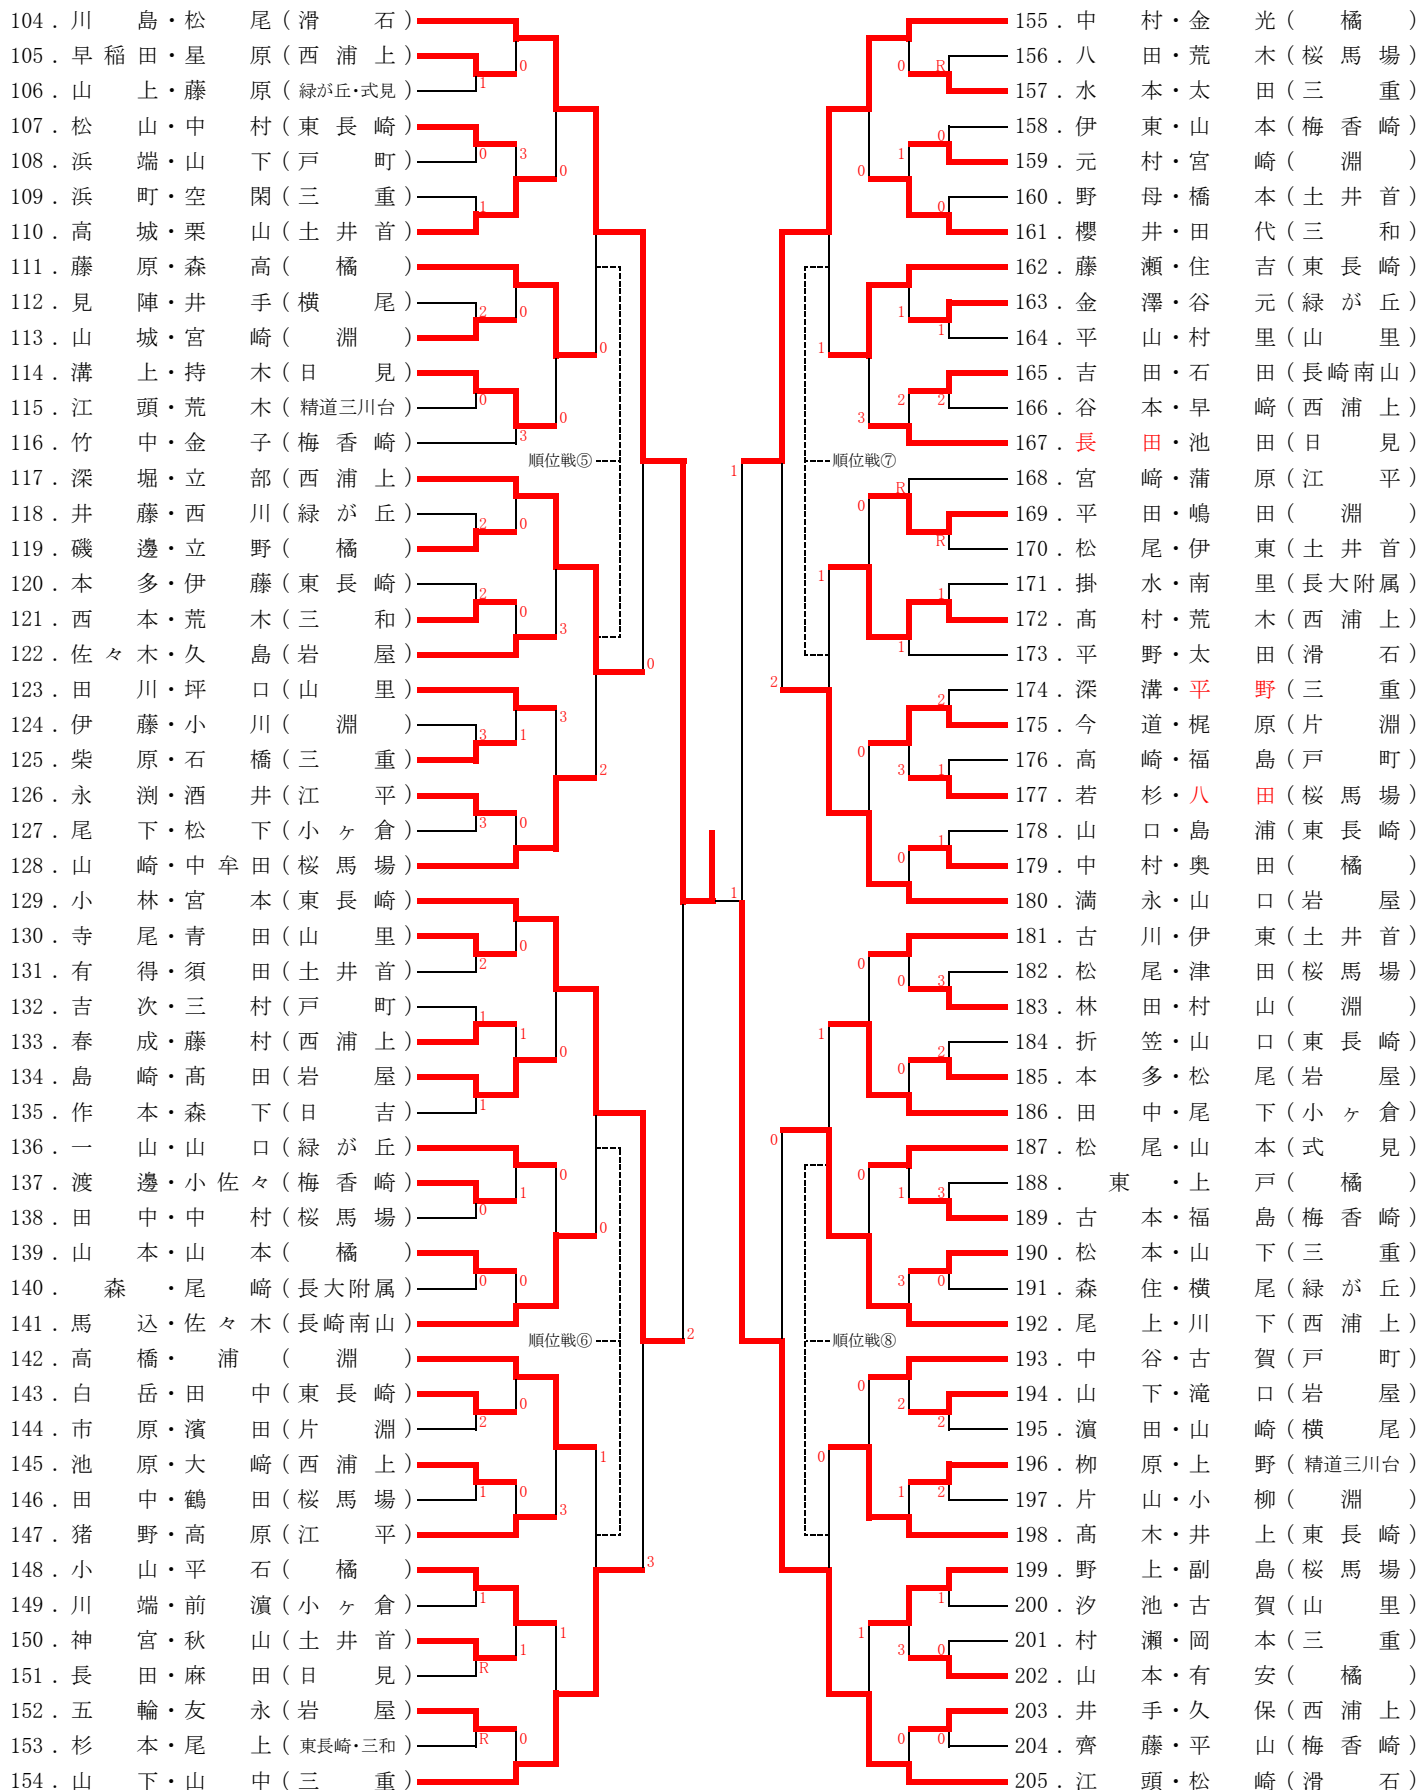 104．川島・松尾（滑石）
105．早稲田・星原（西浦上）
106．山上・藤原（緑が丘・式見）
107．松山・中村（東長崎）
108．浜端・山下（戸町）
109．浜町・空閑（三重）
110．高城・栗山（土井首）
111．藤原・森高（橘）
112．見陣・井手（横尾）
113．山城・宮崎（淵）
114．溝上・持木（日見）
115．江頭・荒木（精道三川台）
116．竹中・金子（梅香崎）
順位戦⑤
117．深堀・立部（西浦上）
118．井藤・西川（緑が丘）
119．磯邊・立野（橘）
120．本多・伊藤（東長崎）
121．西本・荒木（三和）
122．佐々木・久島（岩屋）
123．田川・坪口（山里）
124．伊藤・小川（淵）
125．柴原・石橋（三重）
126．永渕・酒井（江平）
127．尾下・松下（小ヶ倉）
128．山崎・中牟田（桜馬場）
129．小林・宮本（東長崎）
130．寺尾・青田（山里）
131．有得・須田（土井首）
132．吉次・三村（戸町）
133．春成・藤村（西浦上）
134．島崎・髙田（岩屋）
135．作本・森下（日吉）
136．一山・山口（緑が丘）
137．渡邊・小佐々（梅香崎）
138．田中・中村（桜馬場）
139．山本・山本（橘）
140．森・尾﨑（長大附属）
141．馬込・佐々木（長崎南山）
順位戦⑥
142．高橋・浦（淵）
143．白岳・田中（東長崎）
144．市原・濱田（片淵）
145．池原・大﨑（西浦上）
146．田中・鶴田（桜馬場）
147．猪野・高原（江平）
148．小山・平石（橘）
149．川端・前濵（小ヶ倉）
150．神宮・秋山（土井首）
151．長田・麻田（日見）
152．五輪・友永（岩屋）
153．杉本・尾上（東長崎・三和）
154．山下・山中（三重）
155．中村・金光（橘）
156．八田・荒木（桜馬場）
157．水本・太田（三重）
158．伊東・山本（梅香崎）
159．元村・宮崎（淵）
160．野母・橋本（土井首）
161．櫻井・田代（三和）
162．藤瀬・住吉（東長崎）
163．金澤・谷元（緑が丘）
164．平山・村里（山里）
165．吉田・石田（長崎南山）
166．谷本・早﨑（西浦上）
167．長田・池田（日見）
順位戦⑦
168．宮﨑・蒲原（江平）
169．平田・嶋田（淵）
170．松尾・伊東（土井首）
171．掛水・南里（長大附属）
172．髙村・荒木（西浦上）
173．平野・太田（滑石）
174．深溝・平野（三重）
175．今道・梶原（片淵）
176．高崎・福島（戸町）
177．若杉・八田（桜馬場）
178．山口・島浦（東長崎）
179．中村・奥田（橘）
180．満永・山口（岩屋）
181．古川・伊東（土井首）
182．松尾・津田（桜馬場）
183．林田・村山（淵）
184．折笠・山口（東長崎）
185．本多・松尾（岩屋）
186．田中・尾下（小ヶ倉）
187．松尾・山本（式見）
188．東・上戸（橘）
189．古本・福島（梅香崎）
190．松本・山下（三重）
191．森住・横尾（緑が丘）
192．尾上・川下（西浦上）
順位戦⑧
193．中谷・古賀（戸町）
194．山下・滝口（岩屋）
195．濵田・山崎（横尾）
196．栁原・上野（精道三川台）
197．片山・小柳（淵）
198．髙木・井上（東長崎）
199．野上・副島（桜馬場）
200．汐池・古賀（山里）
201．村瀬・岡本（三重）
202．山本・有安（橘）
203．井手・久保（西浦上）
204．齊藤・平山（梅香崎）
205．江頭・松崎（滑石）